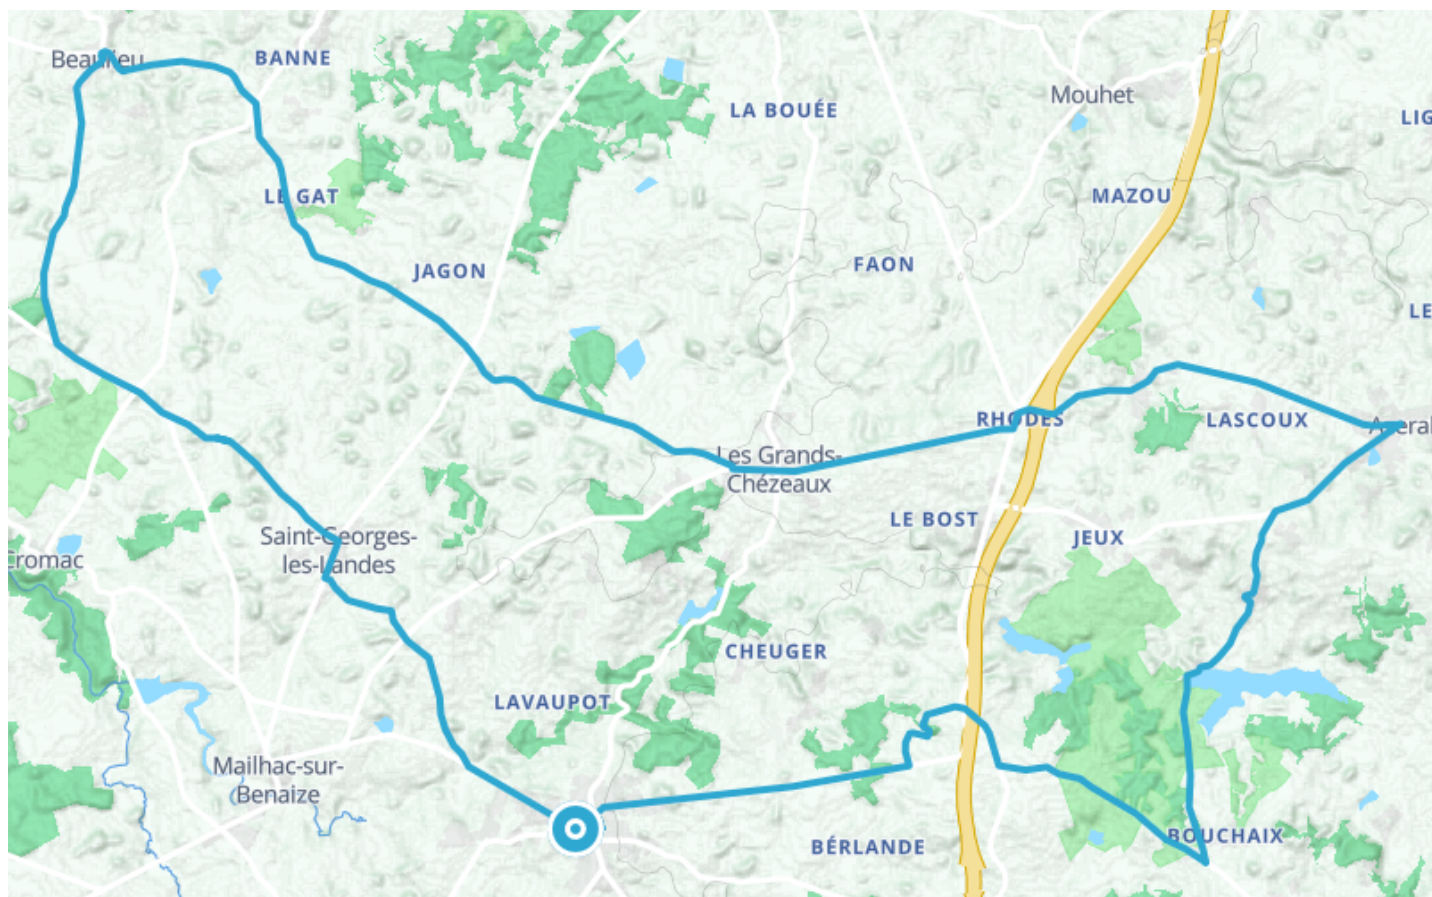 Beaulieu
BANNE
LA BOUÉE
Mouhet
LIG
LE GAT
MAZOU
JAGON
FAON
LE
RHODES
LASCOUX
Azeral
Les Grands-
Chézeaux
LE BOST
JEUX
Saint-Georges-
les-Landes
Cromac
CHEUGER
LAVAUPOT
Mailhac-sur-
Benaize
BÉRLANDE
BOUCHAIX